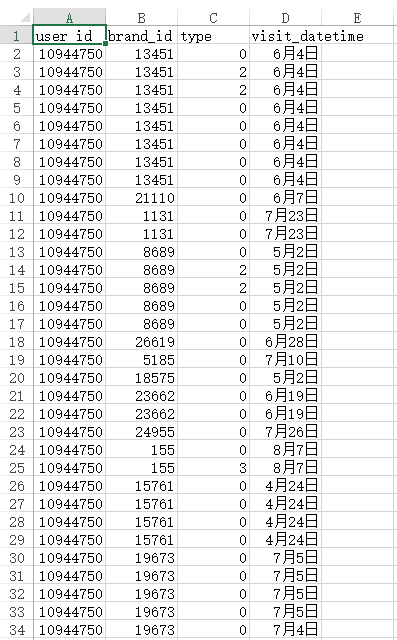 A B C D E
1 user_id brand_id type visit_datetime
2 10944750 13451 0 6月4日
3 10944750 13451 2 6月4日
4 10944750 13451 2 6月4日
5 10944750 13451 0 6月4日
6 10944750 13451 0 6月4日
7 10944750 13451 0 6月4日
8 10944750 13451 0 6月4日
9 10944750 13451 0 6月4日
10 10944750 21110 0 6月7日
11 10944750 1131 0 7月23日
12 10944750 1131 0 7月23日
13 10944750 8689 0 5月2日
14 10944750 8689 2 5月2日
15 10944750 8689 2 5月2日
16 10944750 8689 0 5月2日
17 10944750 8689 0 5月2日
18 10944750 26619 0 6月28日
19 10944750 5185 0 7月10日
20 10944750 18575 0 5月2日
21 10944750 23662 0 6月19日
22 10944750 23662 0 6月19日
23 10944750 24955 0 7月26日
24 10944750 155 0 8月7日
25 10944750 155 3 8月7日
26 10944750 15761 0 4月24日
27 10944750 15761 0 4月24日
28 10944750 15761 0 4月24日
29 10944750 15761 0 4月24日
30 10944750 19673 0 7月5日
31 10944750 19673 0 7月5日
32 10944750 19673 0 7月5日
33 10944750 19673 0 7月5日
34 10944750 19673 0 7月4日